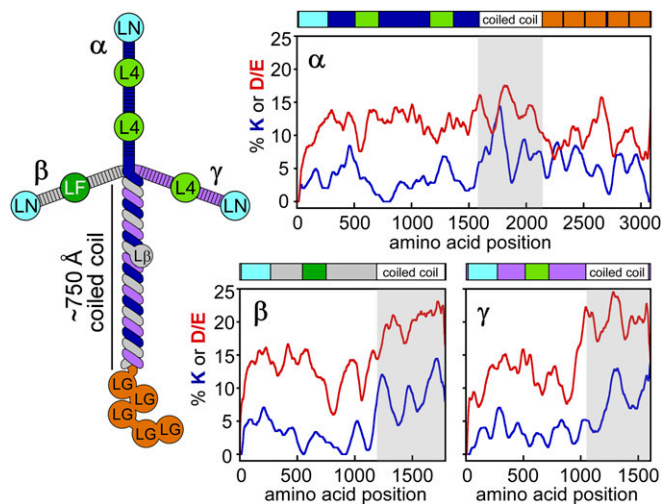 LN
α
L4
L4
β
LF
LN
γ
L4
LN
Lβ
~750 Å
coiled coil
LG
LG
LG
LG
LG
coiled coil
α
% K or D/E
25
20
15
10
5
0
0
500
1000
1500
2000
2500
3000
amino acid position
coiled coil
β
% K or D/E
25
20
15
10
5
0
0
500
1000
1500
amino acid position
coiled coil
γ
0
500
1000
1500
amino acid position